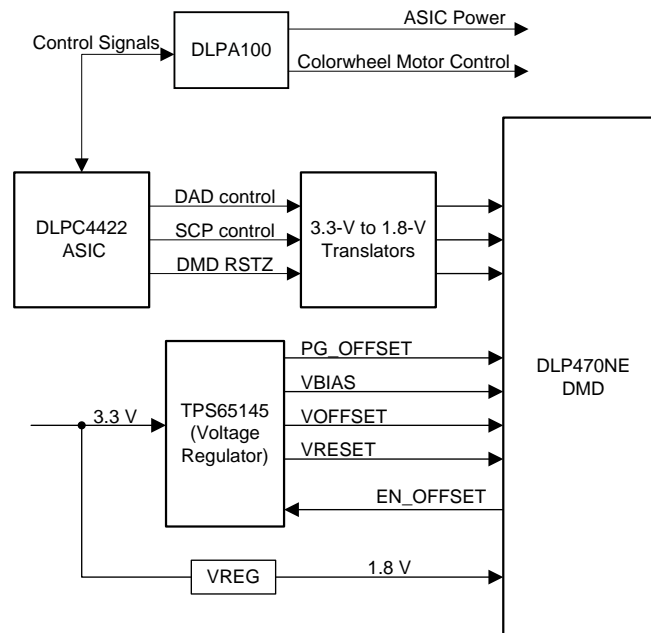 ASIC Power
Control Signals
DLPA100
Colorwheel Motor Control
DAD control
SCP control
DMD RSTZ
DLPC4422
ASIC
3.3-V to 1.8-V
Translators
DLP470NE
DMD
PG_OFFSET
VBIAS
VOFFSET
VRESET
EN_OFFSET
3.3 V
TPS65145
(Voltage
Regulator)
VREG
1.8 V